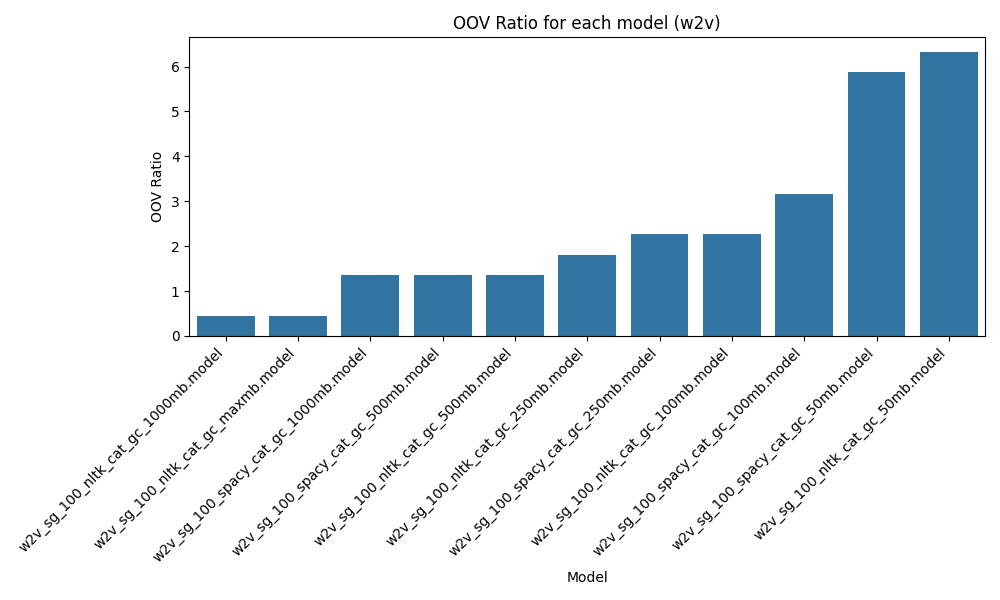 OOV Ratio for each model (w2v)
OOV Ratio
6
5
4
3
2
1
0
w2v_sg_100_nltk_cat_gc_1000mb.model
w2v_sg_100_nltk_cat_gc_maxmb.model
w2v_sg_100_spacy_cat_gc_1000mb.model
w2v_sg_100_spacy_cat_gc_500mb.model
w2v_sg_100_nltk_cat_gc_500mb.model
w2v_sg_100_nltk_cat_gc_250mb.model
w2v_sg_100_spacy_cat_gc_250mb.model
w2v_sg_100_nltk_cat_gc_100mb.model
w2v_sg_100_spacy_cat_gc_100mb.model
w2v_sg_100_spacy_cat_gc_50mb.model
w2v_sg_100_nltk_cat_gc_50mb.model
Model